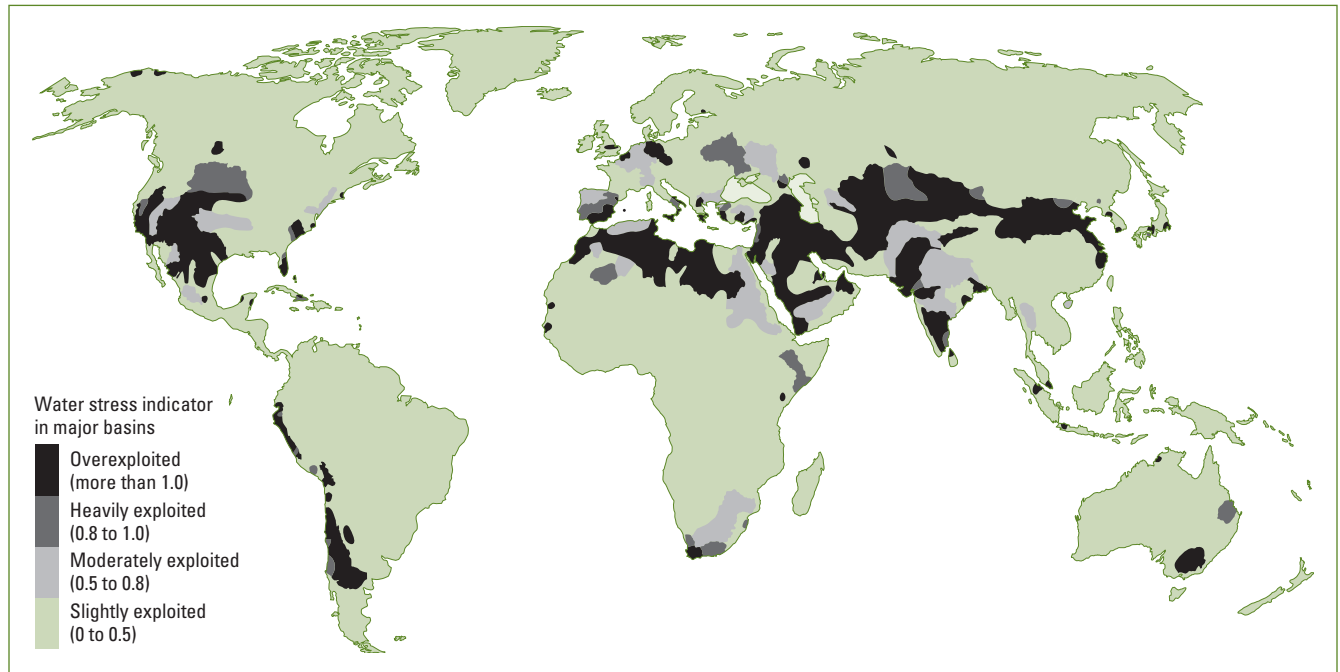 Water stress indicator
in major basins
Overexploited
(more than 1.0)
Heavily exploited
(0.8 to 1.0)
Moderately exploited
(0.5 to 0.8)
Slightly exploited
(0 to 0.5)